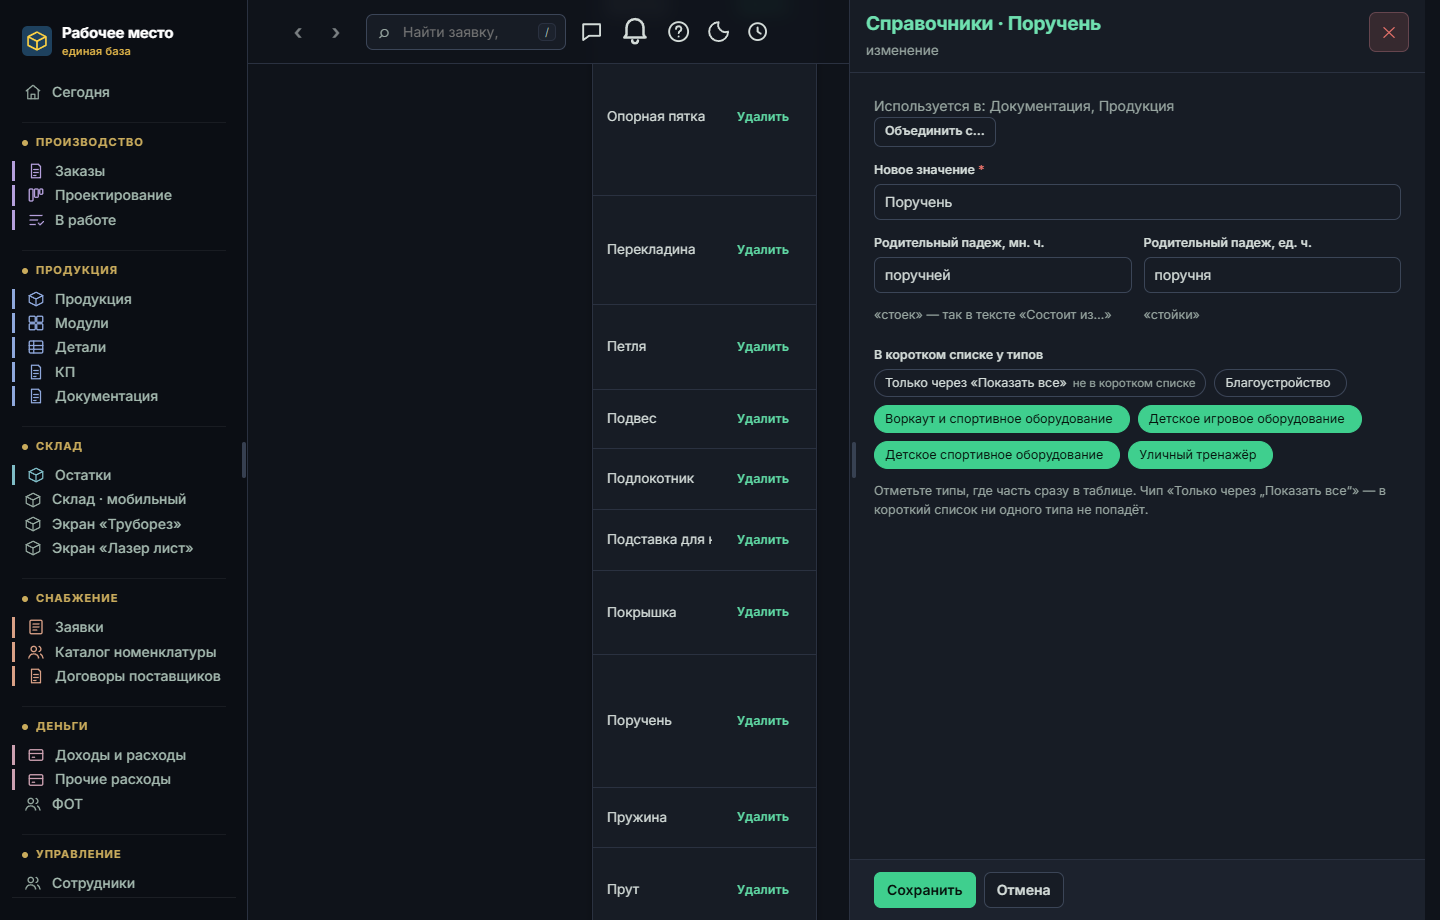 Рабочее место
единая база
Сегодня
ПРОИЗВОДСТВО
Заказы
Проектирование
В работе
ПРОДУКЦИЯ
Продукция
Модули
Детали
КП
Документация
СКЛАД
Остатки
Склад · мобильный
Экран «Труборез»
Экран «Лазер лист»
СНАБЖЕНИЕ
Заявки
Каталог номенклатуры
Договоры поставщиков
ДЕНЬГИ
Доходы и расходы
Прочие расходы
ФОТ
УПРАВЛЕНИЕ
Сотрудники
Найти заявку, /
Опорная пятка Удалить
Перекладина Удалить
Петля Удалить
Подвес Удалить
Подлокотник Удалить
Подставка для Удалить
Покрышка Удалить
Поручень Удалить
Пружина Удалить
Прут Удалить
Справочники · Поручень
изменение
Используется в: Документация, Продукция
Объединить с...
Новое значение *
Поручень
Родительный падеж, мн. ч. Родительный падеж, ед. ч.
поручней поручня
«стоек» — так в тексте «Состоит из...» «стойки»
В коротком списке у типов
Только через «Показать все» не в коротком списке Благоустройство
Воркаут и спортивное оборудование Детское игровое оборудование
Детское спортивное оборудование Уличный тренажёр
Отметьте типы, где часть сразу в таблице. Чип «Только через „Показать все“» — в
короткий список ни одного типа не попадёт.
Сохранить Отмена